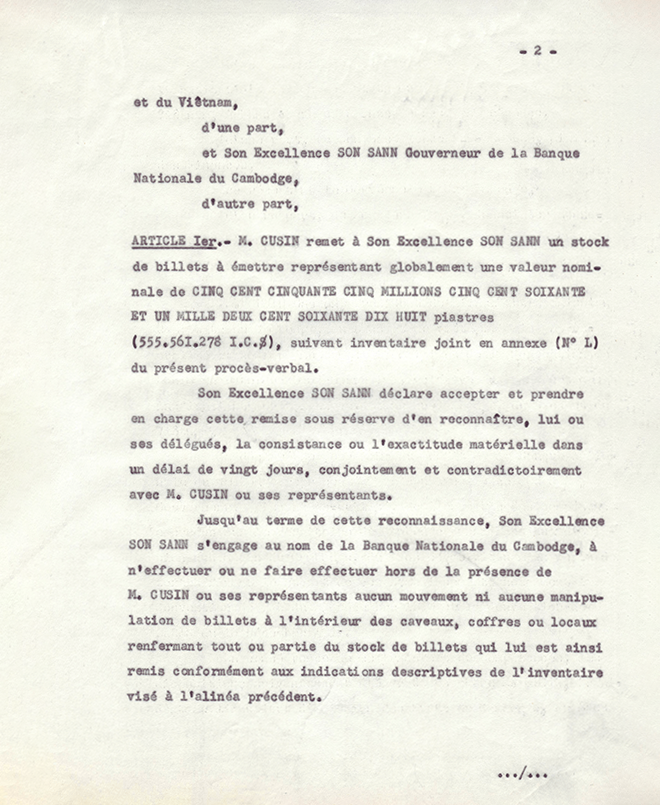 - 2 -
et du Viêtnam,
d'une part,
et Son Excellence SON SANN Gouverneur de la Banque
Nationale du Cambodge,
d'autre part,
ARTICLE Ier.- M. CUSIN remet à Son Excellence SON SANN un stock
de billets à émettre représentant globalement une valeur nomi-
nale de CINQ CENT CINQUANTE CINQ MILLIONS CINQ CENT SOIXANTE
ET UN MILLE DEUX CENT SOIXANTE DIX HUIT piastres
(555.56I.278 I.C.$), suivant inventaire joint en annexe (N° L)
du présent procès-verbal.
Son Excellence SON SANN déclare accepter et prendre
en charge cette remise sous réserve d'en reconnaître, lui ou
ses délégués, la consistance ou l'exactitude matérielle dans
un délai de vingt jours, conjointement et contradictoirement
avec M. CUSIN ou ses représentants.
Jusqu'au terme de cette reconnaissance, Son Excellence
SON SANN s'engage au nom de la Banque Nationale du Cambodge, à
n'effectuer ou ne faire effectuer hors de la présence de
M. CUSIN ou ses représentants aucun mouvement ni aucune manipu-
lation de billets à l'intérieur des caveaux, coffres ou locaux
renfermant tout ou partie du stock de billets qui lui est ainsi
remis conformément aux indications descriptives de l'inventaire
visé à l'alinéa précédent.
.../...